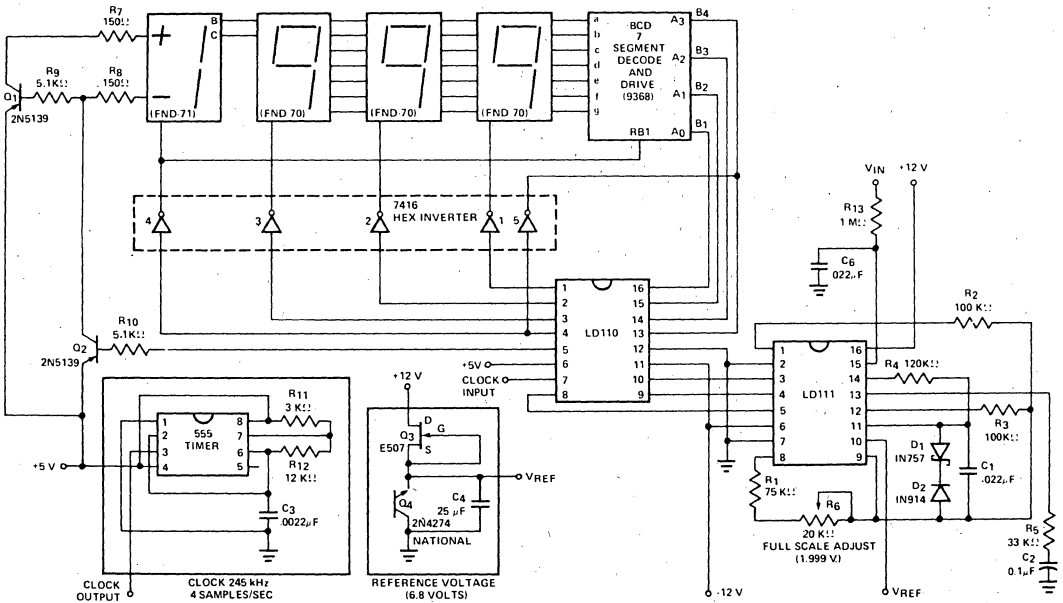 R7
150Ω
R9
5.1KΩ
R8
150Ω
Q1
2N5139
+
−
(FND-71)
B
C
(FND 70)
(FND 70)
(FND 70)
a
b
c
d
e
f
g
BCD
7
SEGMENT
DECODE
AND
DRIVE
(9368)
RB1
A3
A2
A1
A0
B4
B3
B2
B1
7416
HEX INVERTER
4
3
2
1
5
VIN
+12 V
R13
1 MΩ
C6
.022μF
R2
100 KΩ
R10
5.1KΩ
Q2
2N5139
1
2
3
4
5
6
7
8
LD110
16
15
14
13
12
11
10
9
+5V
CLOCK
INPUT
1
2
3
4
5
6
7
8
LD111
16
15
14
13
12
11
10
9
R4 120KΩ
R3
100KΩ
D1
IN757
D2
IN914
C1
.022μF
R1
75 KΩ
R6
20 KΩ
FULL SCALE ADJUST
(1.999 V.)
R5
33 KΩ
C2
0.1μF
VREF
-12 V
+5 V
1
2
3
4
555
TIMER
8
7
6
5
R11
3 KΩ
R12
12 KΩ
C3
.0022μF
CLOCK 245 kHz
4 SAMPLES/SEC
CLOCK
OUTPUT
+12 V
D
G
S
Q3
E507
VREF
Q4
2N4274
NATIONAL
C4
25 μF
REFERENCE VOLTAGE
(6.8 VOLTS)